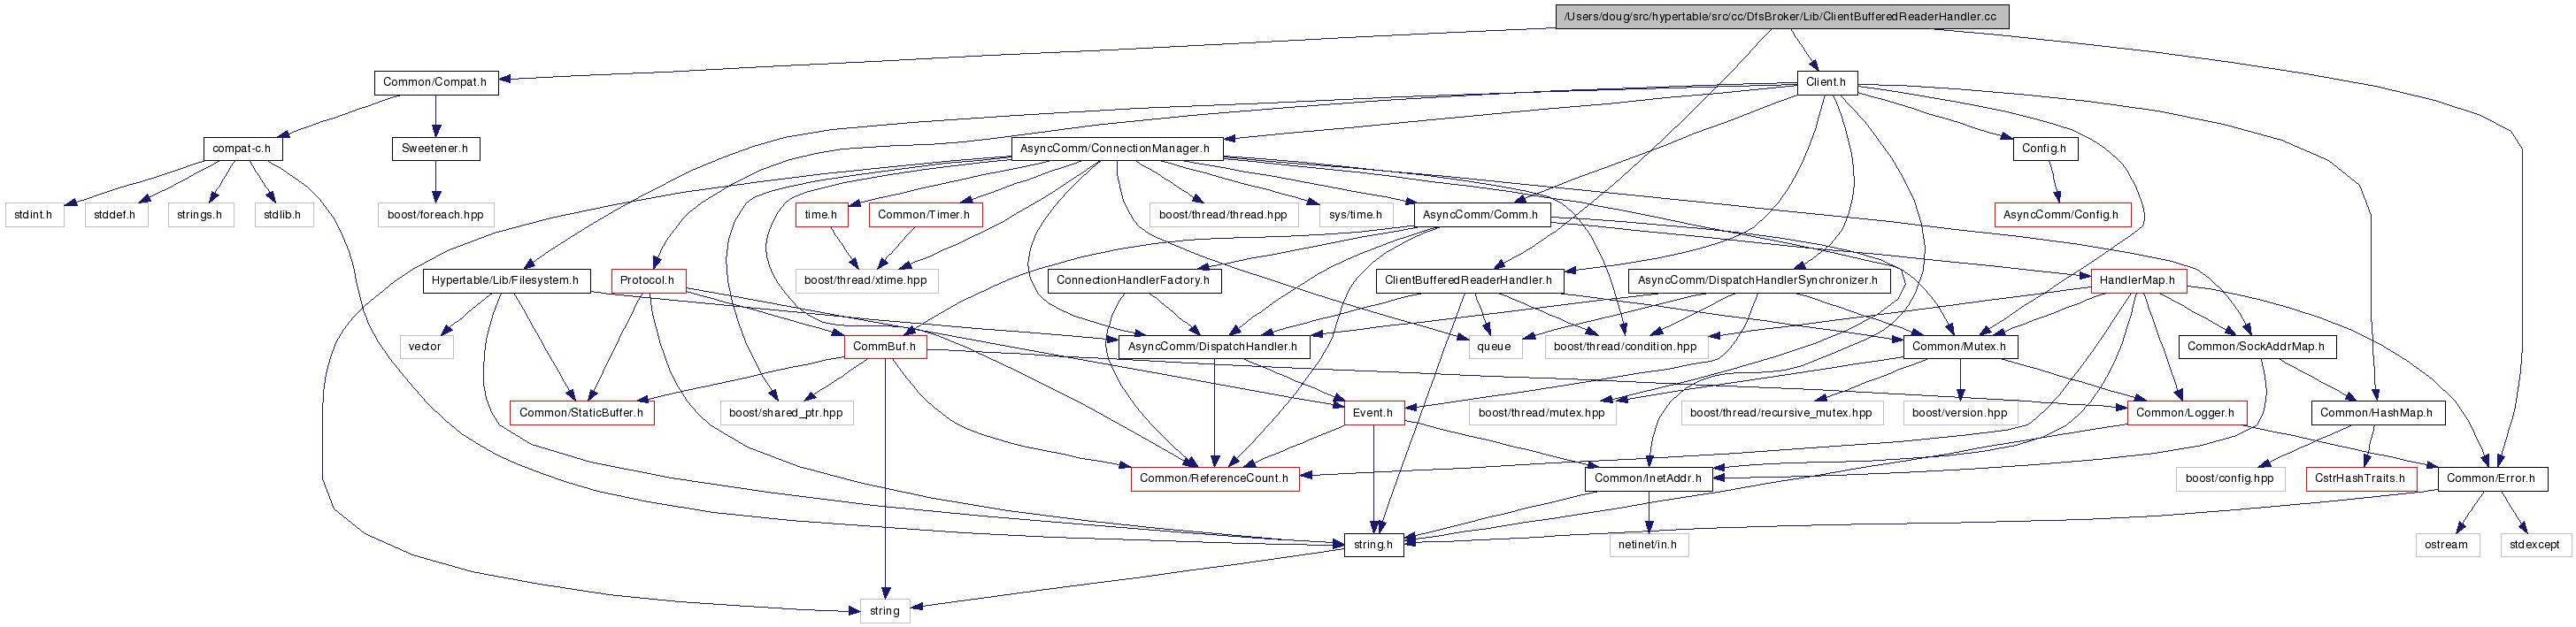 /Users/doug/src/hypertable/src/cc/DfsBroker/Lib/ClientBufferedReaderHandler.cc
Common/Compat.h
Client.h
compat-c.h
Sweetener.h
AsyncComm/ConnectionManager.h
Config.h
stdint.h
stddef.h
strings.h
stdlib.h
boost/foreach.hpp
time.h
Common/Timer.h
boost/thread/thread.hpp
sys/time.h
AsyncComm/Comm.h
AsyncComm/Config.h
Hypertable/Lib/Filesystem.h
Protocol.h
boost/thread/xtime.hpp
ConnectionHandlerFactory.h
ClientBufferedReaderHandler.h
AsyncComm/DispatchHandlerSynchronizer.h
HandlerMap.h
vector
CommBuf.h
AsyncComm/DispatchHandler.h
queue
boost/thread/condition.hpp
Common/Mutex.h
Common/SockAddrMap.h
Common/StaticBuffer.h
boost/shared_ptr.hpp
Event.h
boost/thread/mutex.hpp
boost/thread/recursive_mutex.hpp
boost/version.hpp
Common/Logger.h
Common/HashMap.h
Common/ReferenceCount.h
Common/InetAddr.h
boost/config.hpp
CstrHashTraits.h
Common/Error.h
string.h
netinet/in.h
ostream
stdexcept
string